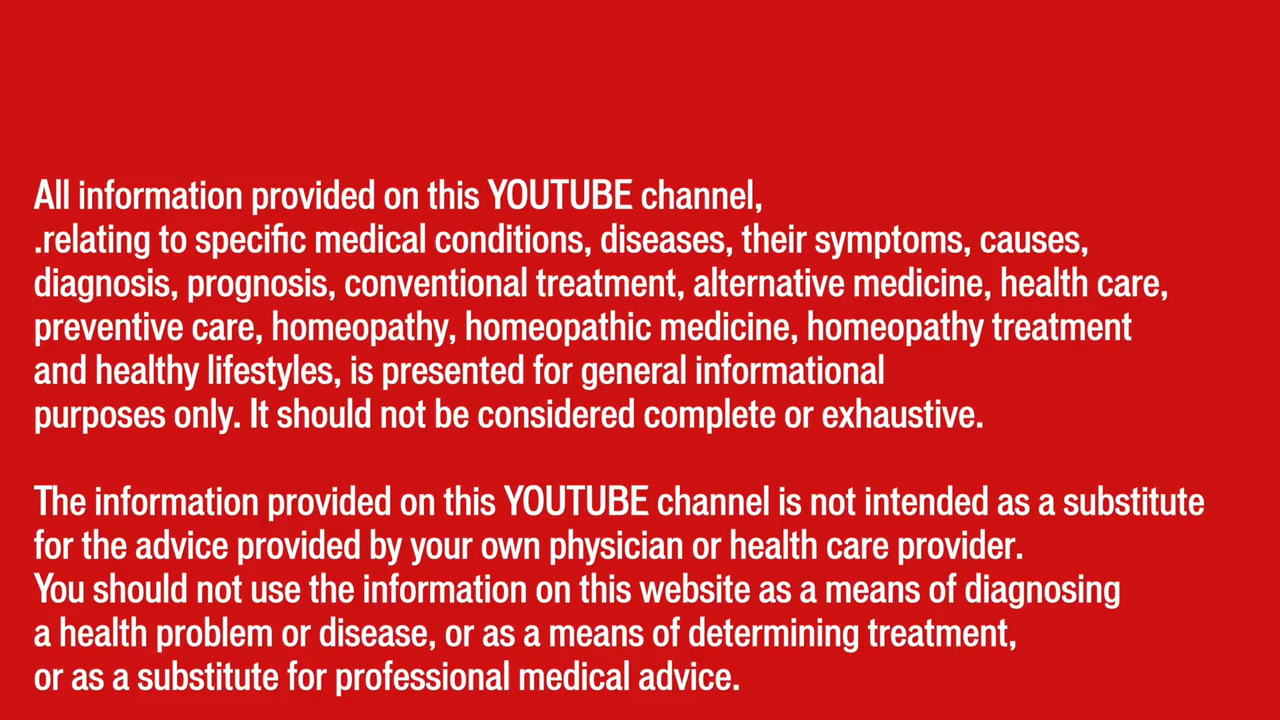 All information provided on this YOUTUBE channel,
.relating to specific medical conditions, diseases, their symptoms, causes,
diagnosis, prognosis, conventional treatment, alternative medicine, health care,
preventive care, homeopathy, homeopathic medicine, homeopathy treatment
and healthy lifestyles, is presented for general informational
purposes only. It should not be considered complete or exhaustive.
The information provided on this YOUTUBE channel is not intended as a substitute
for the advice provided by your own physician or health care provider.
You should not use the information on this website as a means of diagnosing
a health problem or disease, or as a means of determining treatment,
or as a substitute for professional medical advice.